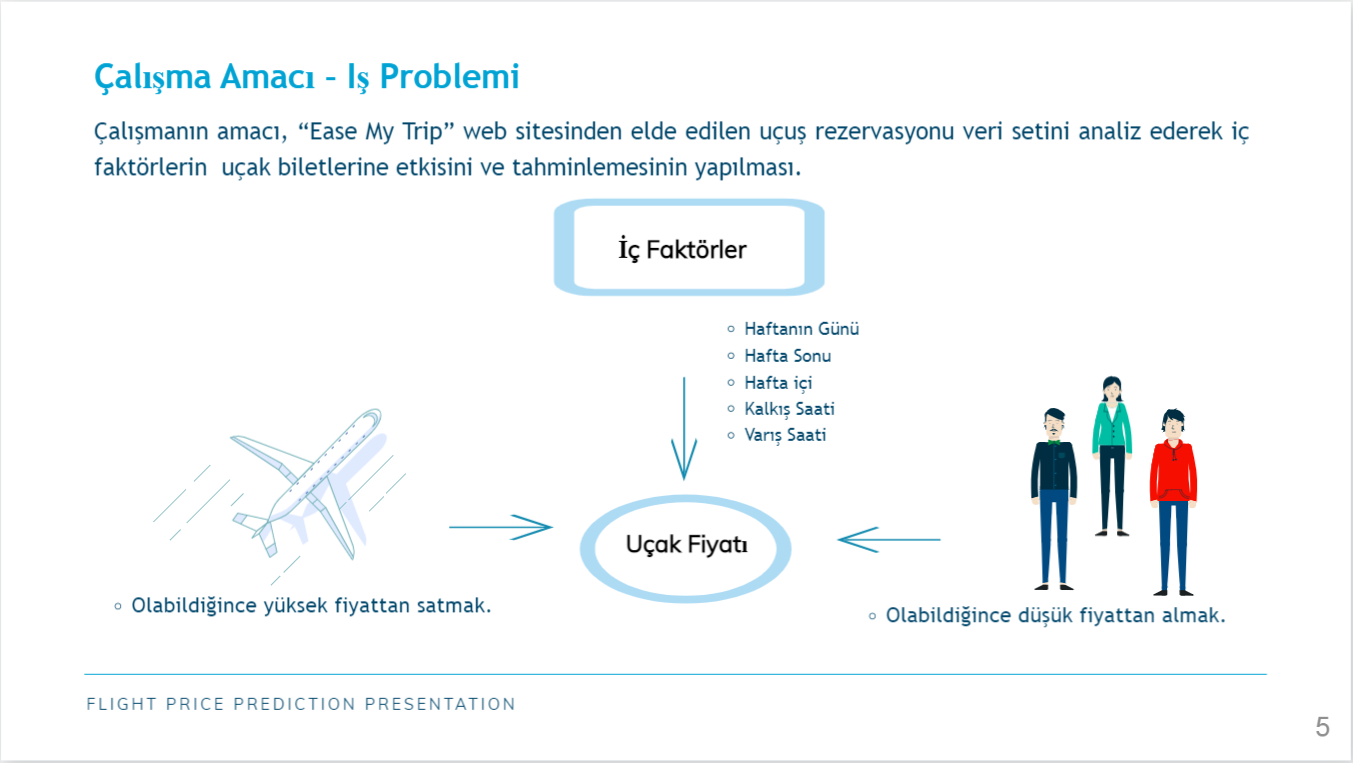 Çalışma Amacı – Iş Problemi
Çalışmanın amacı, “Ease My Trip” web sitesinden elde edilen uçuş rezervasyonu veri setini analiz ederek iç
faktörlerin uçak biletlerine etkisini ve tahminlemesinin yapılması.
İç Faktörler
Haftanın Günü
Hafta Sonu
Hafta içi
Kalkış Saati
Varış Saati
Uçak Fiyatı
Olabildiğince yüksek fiyattan satmak.
Olabildiğince düşük fiyattan almak.
FLIGHT PRICE PREDICTION PRESENTATION
5